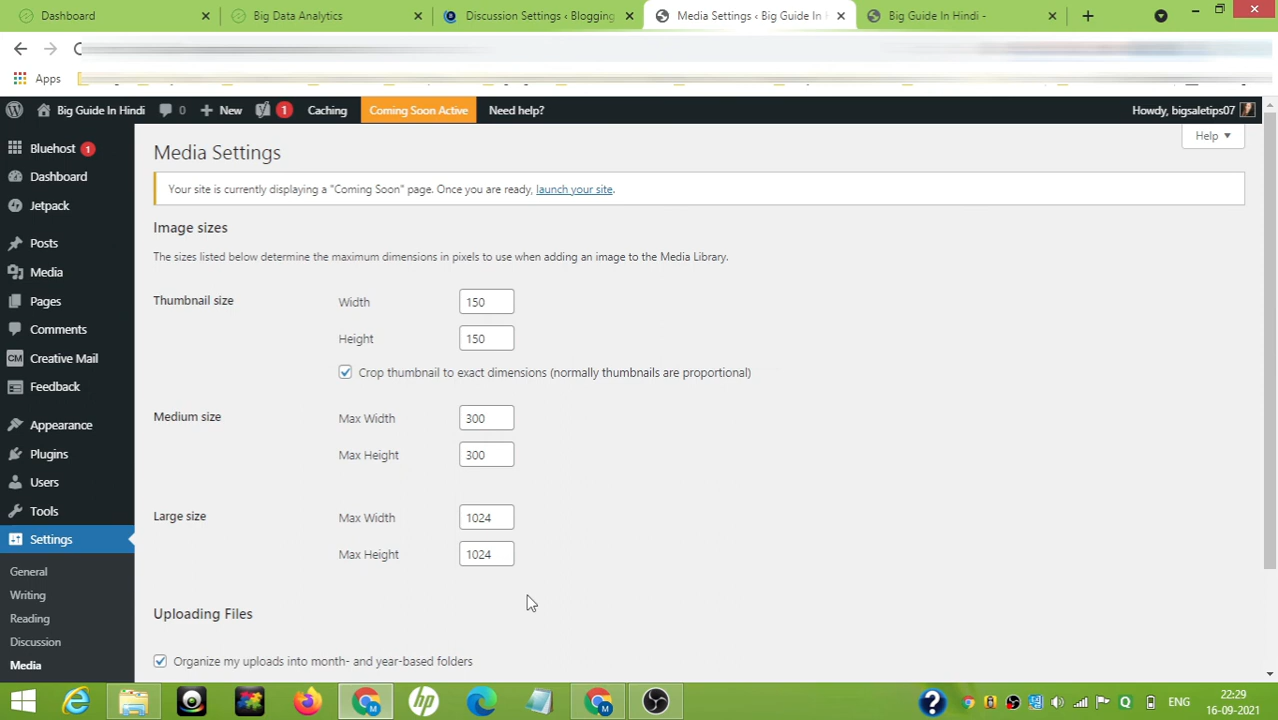 Dashboard
Big Data Analytics
Discussion Settings ‹ Blogging
Media Settings ‹ Big Guide In H
Big Guide In Hindi -
Apps
Big Guide In Hindi 0 New 1 Caching Coming Soon Active Need help? Howdy, bigsaletips07
Help
Bluehost 1
Dashboard
Jetpack
Posts
Media
Pages
Comments
CM Creative Mail
Feedback
Appearance
Plugins
Users
Tools
Settings
General
Writing
Reading
Discussion
Media
Media Settings
Your site is currently displaying a "Coming Soon" page. Once you are ready, launch your site.
Image sizes
The sizes listed below determine the maximum dimensions in pixels to use when adding an image to the Media Library.
Thumbnail size Width 150
Height 150
Crop thumbnail to exact dimensions (normally thumbnails are proportional)
Medium size Max Width 300
Max Height 300
Large size Max Width 1024
Max Height 1024
Uploading Files
Organize my uploads into month- and year-based folders
ENG
22:29
16-09-2021